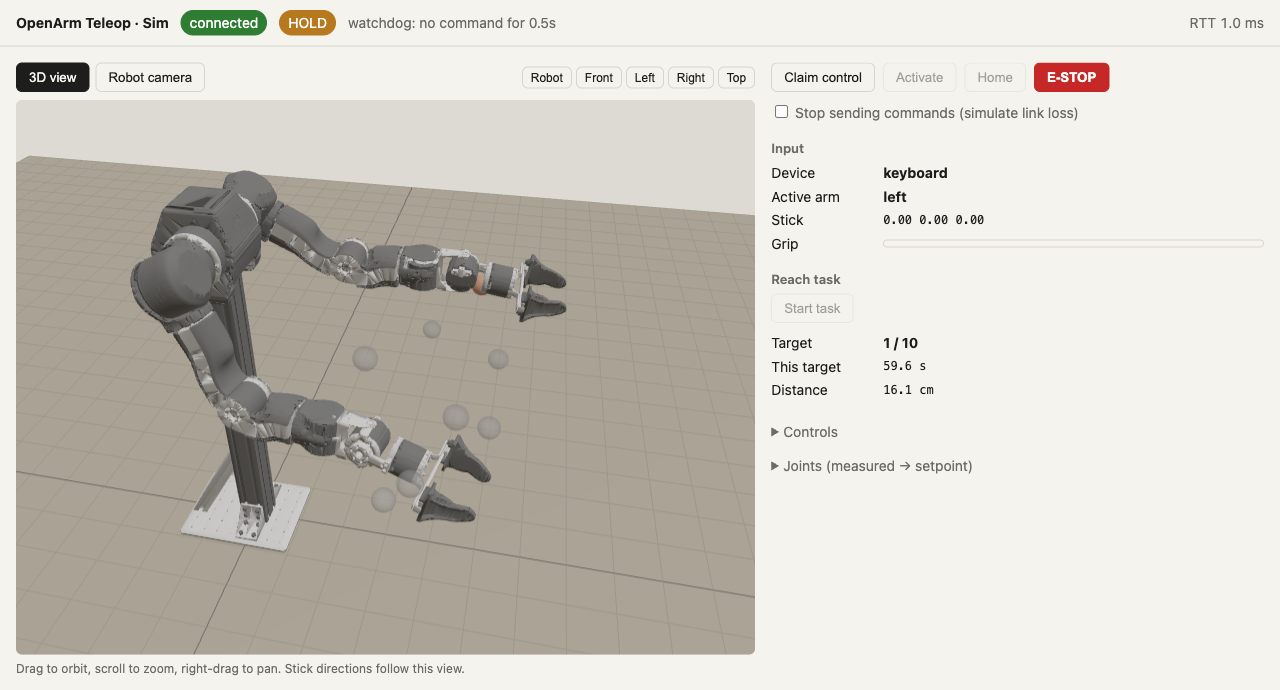 OpenArm Teleop · Sim connected HOLD watchdog: no command for 0.5s RTT 1.0 ms
3D view Robot camera Robot Front Left Right Top
Claim control Activate Home E-STOP
Stop sending commands (simulate link loss)
Input
Device keyboard
Active arm left
Stick 0.00 0.00 0.00
Grip
Reach task
Start task
Target 1 / 10
This target 59.6 s
Distance 16.1 cm
Controls
Joints (measured → setpoint)
Drag to orbit, scroll to zoom, right-drag to pan. Stick directions follow this view.